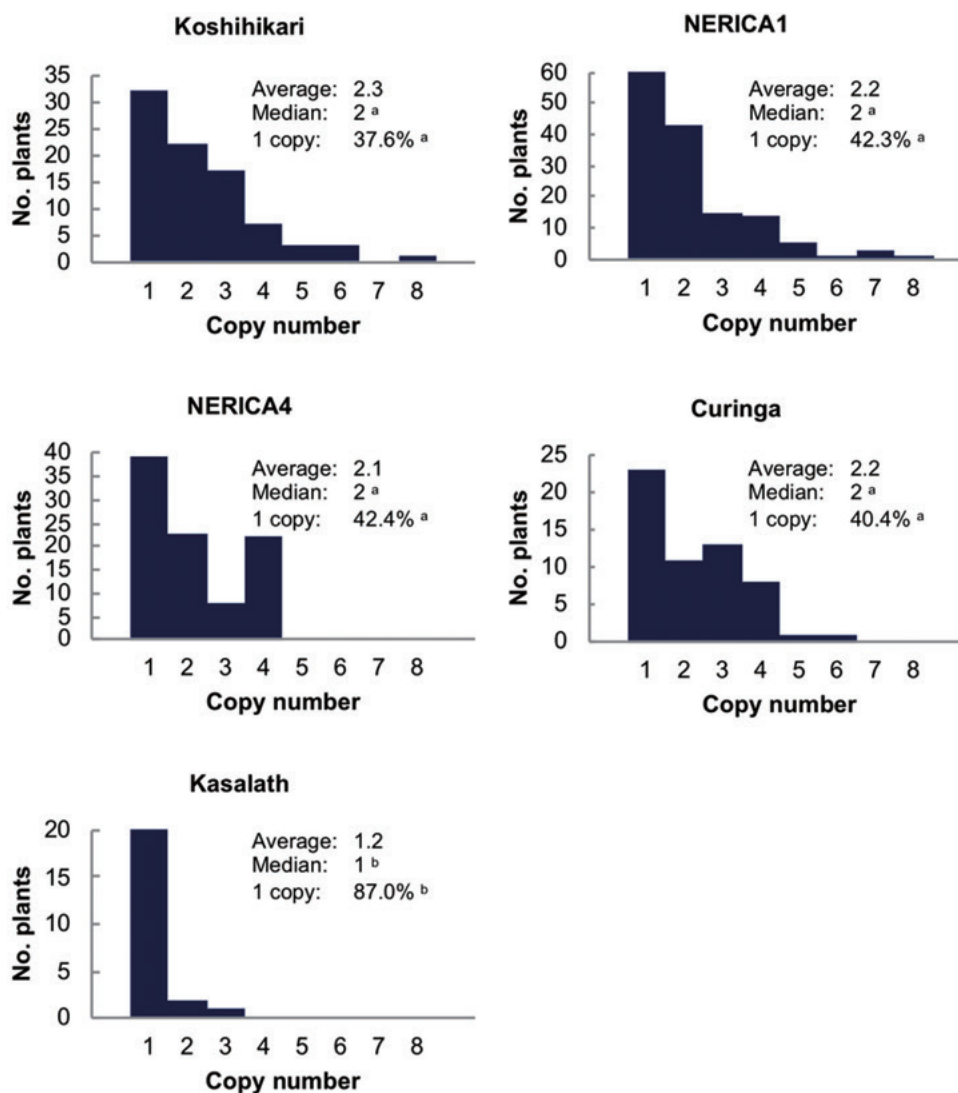 Koshihikari
No. plants
35
30
25
20
15
10
5
0
Average: 2.3
Median: 2 a
1 copy: 37.6% a
1 2 3 4 5 6 7 8
Copy number
NERICA1
No. plants
60
50
40
30
20
10
0
Average: 2.2
Median: 2 a
1 copy: 42.3% a
1 2 3 4 5 6 7 8
Copy number
NERICA4
No. plants
40
35
30
25
20
15
10
5
0
Average: 2.1
Median: 2 a
1 copy: 42.4% a
1 2 3 4 5 6 7 8
Copy number
Curinga
No. plants
25
20
15
10
5
0
Average: 2.2
Median: 2 a
1 copy: 40.4% a
1 2 3 4 5 6 7 8
Copy number
Kasalath
No. plants
20
15
10
5
0
Average: 1.2
Median: 1 b
1 copy: 87.0% b
1 2 3 4 5 6 7 8
Copy number